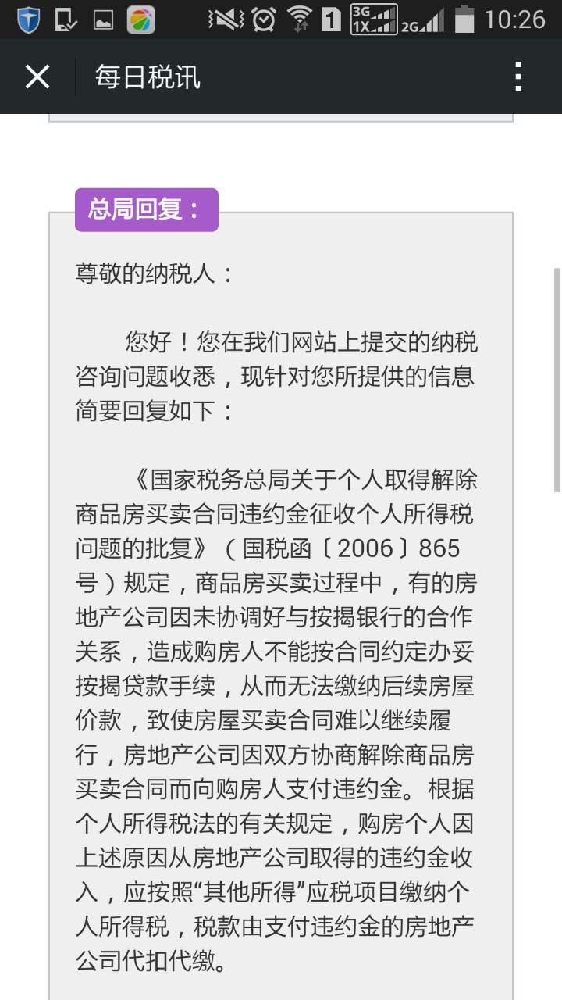 1
3G
1X
2G
10:26
每日税讯
总局回复：
尊敬的纳税人：
您好！您在我们网站上提交的纳税
咨询问题收悉，现针对您所提供的信息
简要回复如下：
《国家税务总局关于个人取得解除
商品房买卖合同违约金征收个人所得税
问题的批复》（国税函〔2006〕865
号）规定，商品房买卖过程中，有的房
地产公司因未协调好与按揭银行的合作
关系，造成购房人不能按合同约定办妥
按揭贷款手续，从而无法缴纳后续房屋
价款，致使房屋买卖合同难以继续履
行，房地产公司因双方协商解除商品房
买卖合同而向购房人支付违约金。根据
个人所得税法的有关规定，购房个人因
上述原因从房地产公司取得的违约金收
入，应按照“其他所得”应税项目缴纳个
人所得税，税款由支付违约金的房地产
公司代扣代缴。